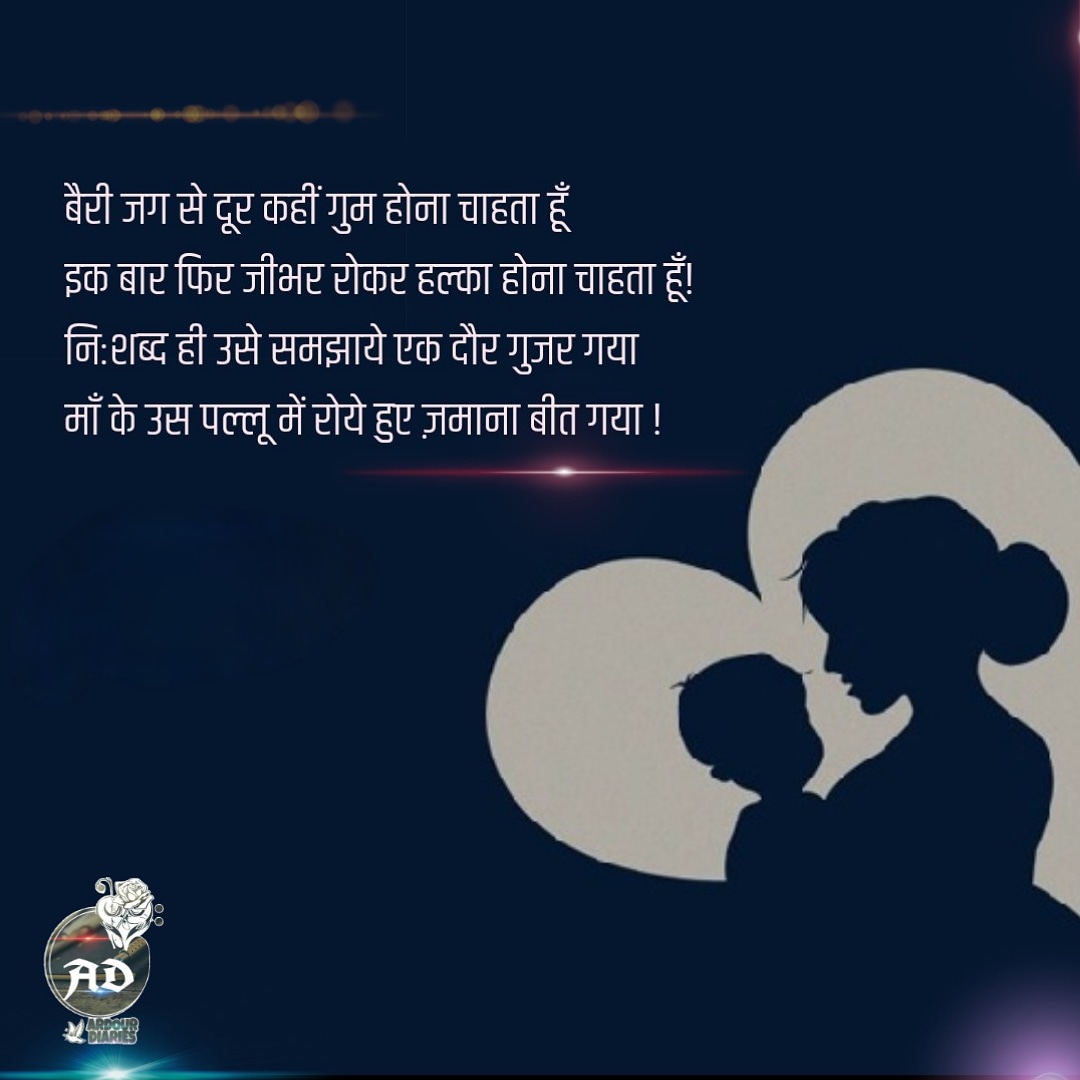 बैरी जग से दूर कहीं गुम होना चाहता हूँ
इक बार फिर जीभर रोकर हल्का होना चाहता हूँ!
नि:शब्द ही उसे समझाये एक दौर गुजर गया
माँ के उस पल्लू में रोये हुए ज़माना बीत गया !
AD
ARDOUR
DIARIES